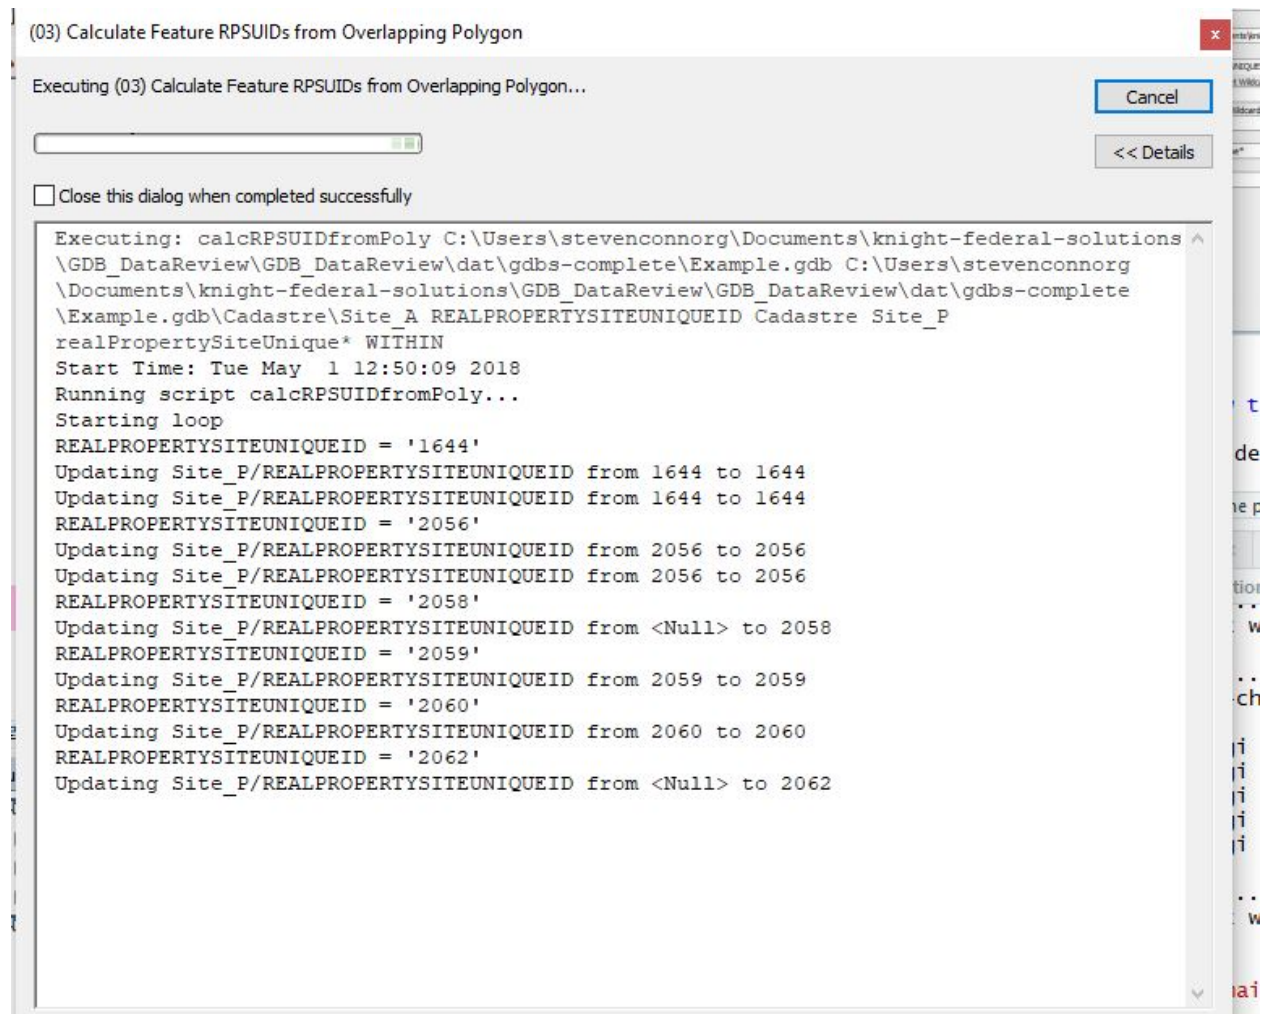 (03) Calculate Feature RPSUIDs from Overlapping Polygon
x
Executing (03) Calculate Feature RPSUIDs from Overlapping Polygon...
Cancel
<< Details
Close this dialog when completed successfully
Executing: calcRPSUIDfromPoly C:\Users\stevenconnorg\Documents\knight-federal-solutions
\GDB_DataReview\GDB_DataReview\dat\gdbs-complete\Example.gdb C:\Users\stevenconnorg
\Documents\knight-federal-solutions\GDB_DataReview\GDB_DataReview\dat\gdbs-complete
\Example.gdb\Cadastre\Site_A REALPROPERTYSITEUNIQUEID Cadastre Site_P
realPropertySiteUnique* WITHIN
Start Time: Tue May  1 12:50:09 2018
Running script calcRPSUIDfromPoly...
Starting loop
REALPROPERTYSITEUNIQUEID = '1644'
Updating Site_P/REALPROPERTYSITEUNIQUEID from 1644 to 1644
Updating Site_P/REALPROPERTYSITEUNIQUEID from 1644 to 1644
REALPROPERTYSITEUNIQUEID = '2056'
Updating Site_P/REALPROPERTYSITEUNIQUEID from 2056 to 2056
Updating Site_P/REALPROPERTYSITEUNIQUEID from 2056 to 2056
REALPROPERTYSITEUNIQUEID = '2058'
Updating Site_P/REALPROPERTYSITEUNIQUEID from <Null> to 2058
REALPROPERTYSITEUNIQUEID = '2059'
Updating Site_P/REALPROPERTYSITEUNIQUEID from 2059 to 2059
REALPROPERTYSITEUNIQUEID = '2060'
Updating Site_P/REALPROPERTYSITEUNIQUEID from 2060 to 2060
REALPROPERTYSITEUNIQUEID = '2062'
Updating Site_P/REALPROPERTYSITEUNIQUEID from <Null> to 2062